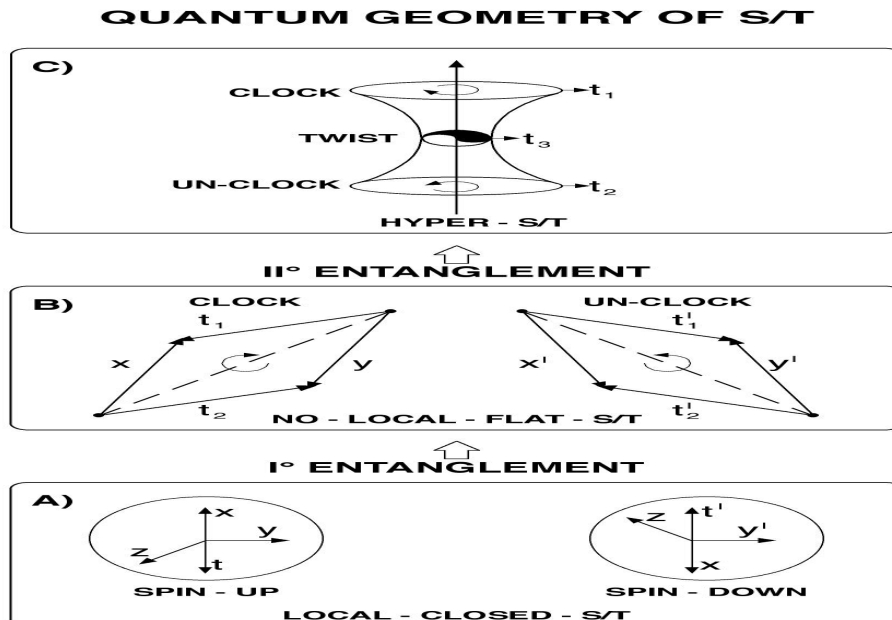 QUANTUM GEOMETRY OF S/T
C)
CLOCK
t1
TWIST
t3
UN-CLOCK
t2
HYPER - S/T
II° ENTANGLEMENT
B)
CLOCK
UN-CLOCK
t1
t'1
x
y
x'
y'
t2
t'2
NO - LOCAL - FLAT - S/T
I° ENTANGLEMENT
A)
x
t'
z
y
z
y'
t
x
SPIN - UP
SPIN - DOWN
LOCAL - CLOSED - S/T